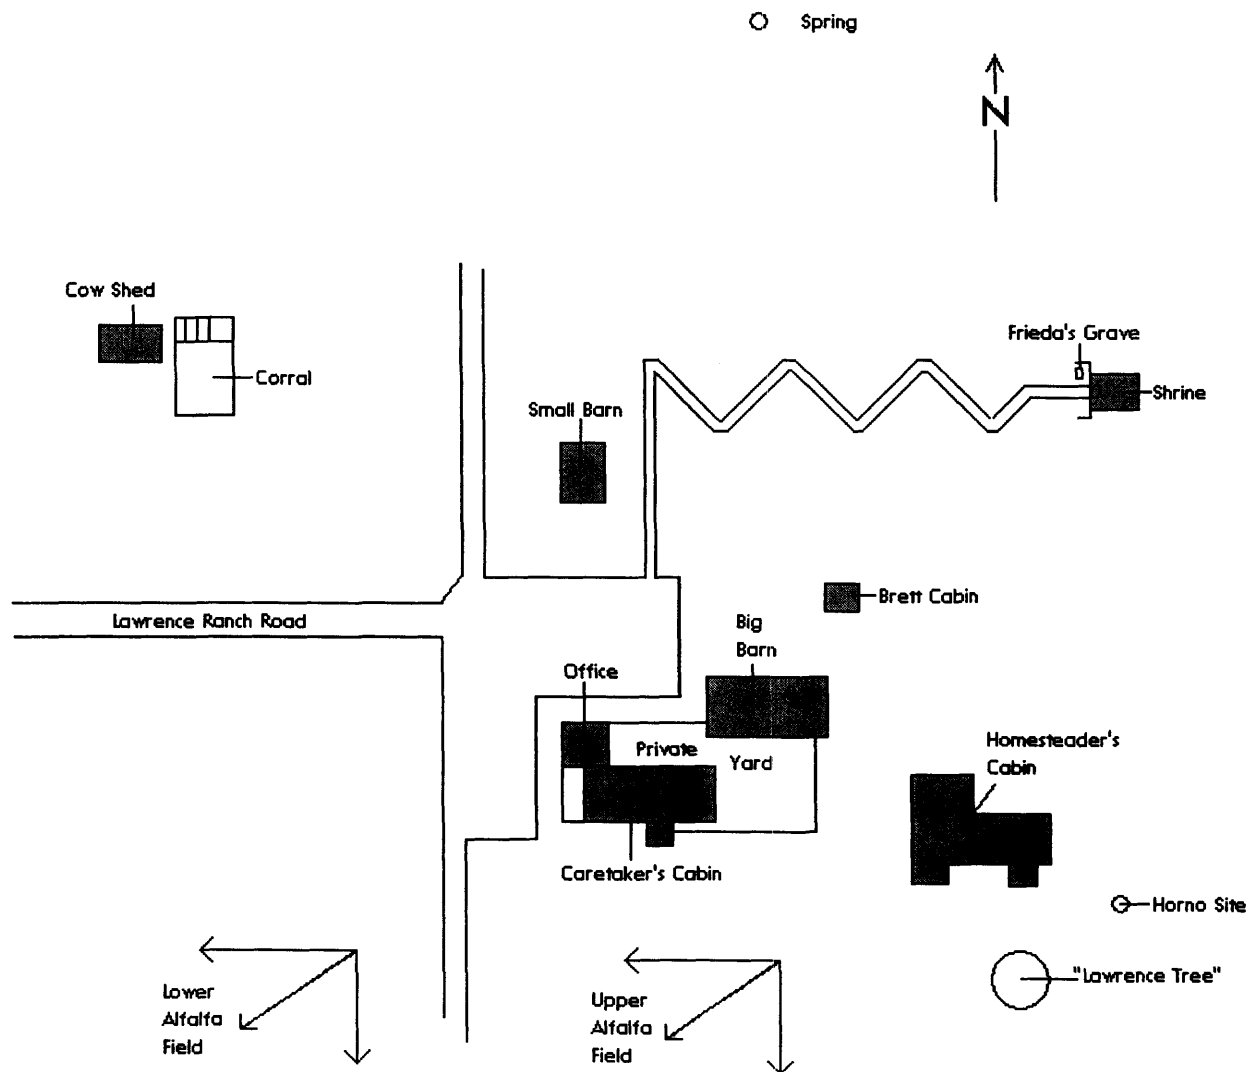 Spring
N
Cow Shed
Frieda's Grave
Corral
Shrine
Small Barn
Brett Cabin
Lawrence Ranch Road
Big
Barn
Office
Homesteader's
Cabin
Private
Yard
Caretaker's Cabin
Horno Site
"Lawrence Tree"
Lower
Alfalfa
Field
Upper
Alfalfa
Field